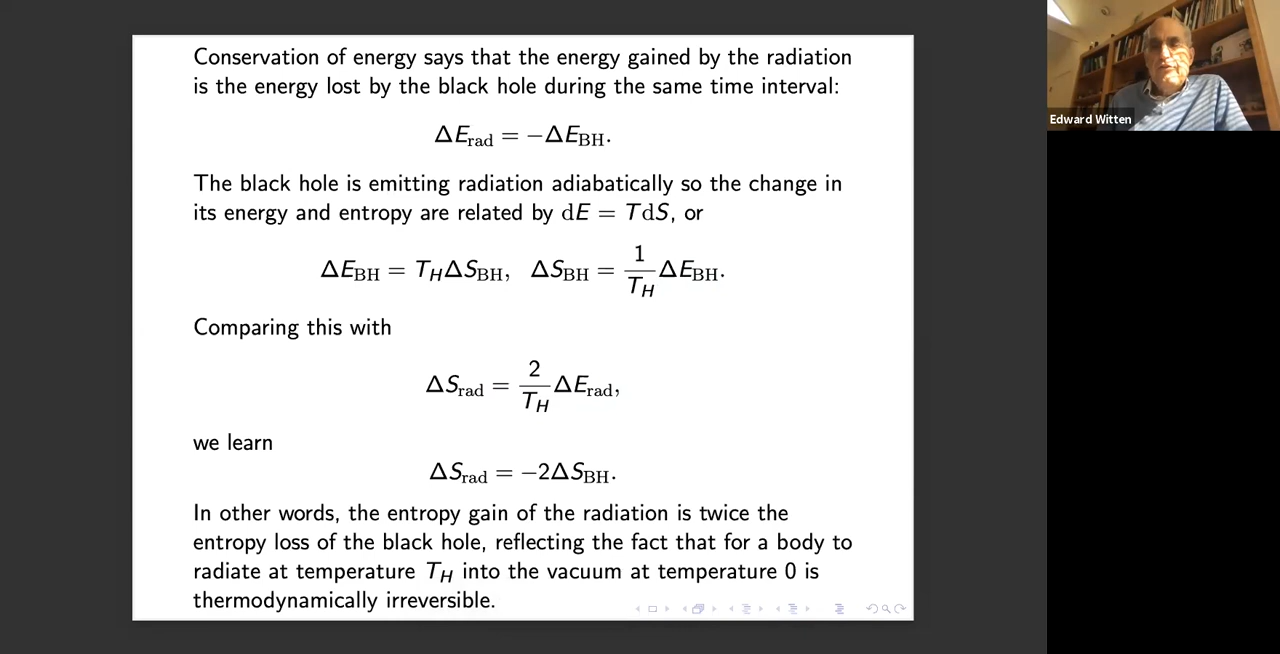 Conservation of energy says that the energy gained by the radiation
is the energy lost by the black hole during the same time interval:
ΔE_rad = −ΔE_BH.
The black hole is emitting radiation adiabatically so the change in
its energy and entropy are related by dE = TdS, or
ΔE_BH = T_H ΔS_BH, ΔS_BH = 1/T_H ΔE_BH.
Comparing this with
ΔS_rad = 2/T_H ΔE_rad,
we learn
ΔS_rad = −2ΔS_BH.
In other words, the entropy gain of the radiation is twice the
entropy loss of the black hole, reflecting the fact that for a body to
radiate at temperature T_H into the vacuum at temperature 0 is
thermodynamically irreversible.
Edward Witten